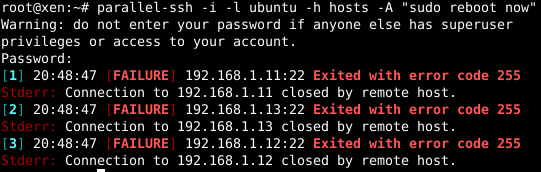 root@xen:~# parallel-ssh -i -l ubuntu -h hosts -A "sudo reboot now"
Warning: do not enter your password if anyone else has superuser
privileges or access to your account.
Password:
[1] 20:48:47 [FAILURE] 192.168.1.11:22 Exited with error code 255
Stderr: Connection to 192.168.1.11 closed by remote host.
[2] 20:48:47 [FAILURE] 192.168.1.13:22 Exited with error code 255
Stderr: Connection to 192.168.1.13 closed by remote host.
[3] 20:48:47 [FAILURE] 192.168.1.12:22 Exited with error code 255
Stderr: Connection to 192.168.1.12 closed by remote host.